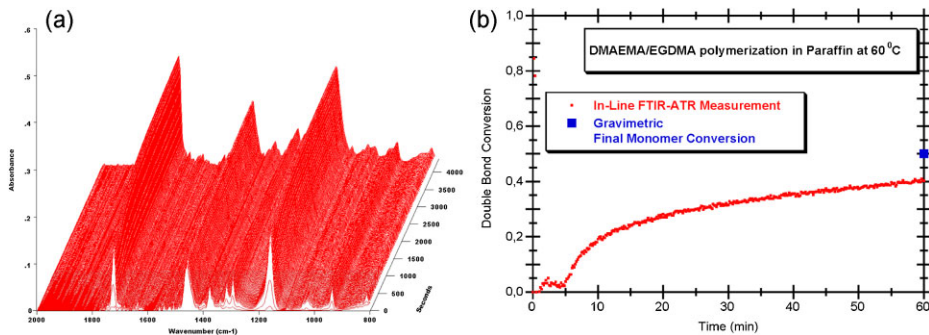 (a)
.6
.5
.4
.3
.2
.1
0
Absorbance
2000 1800 1600 1400 1200 1000 800
Wavenumber (cm-1)
0
500
1000
1500
2000
2500
3000
3500
4000
Seconds
(b)
1,0
0,8
0,6
0,4
0,2
0,0
Double Bond Conversion
DMAEMA/EGDMA polymerization in Paraffin at 60 ⁰C
In-Line FTIR-ATR Measurement
Gravimetric
Final Monomer Conversion
0 10 20 30 40 50 60
Time (min)